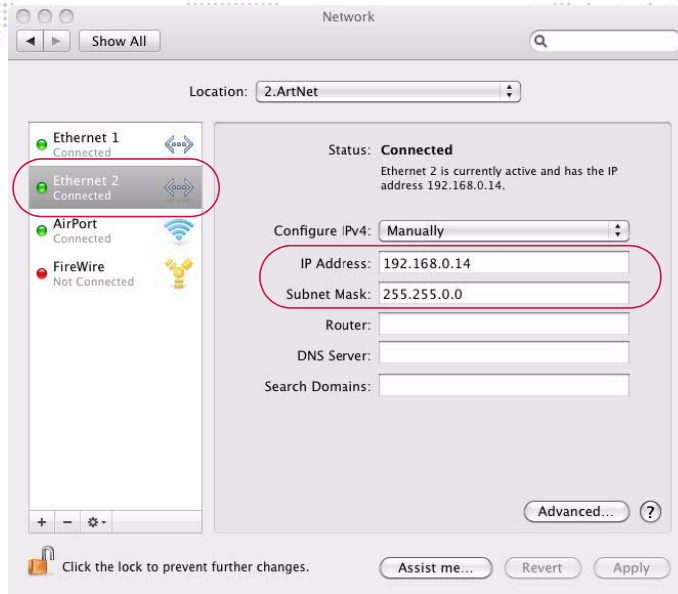 Network
Show All
Location: 2.ArtNet
Ethernet 1
Connected
Ethernet 2
Connected
AirPort
Connected
FireWire
Not Connected
Status: Connected
Ethernet 2 is currently active and has the IP
address 192.168.0.14.
Configure IPv4: Manually
IP Address: 192.168.0.14
Subnet Mask: 255.255.0.0
Router:
DNS Server:
Search Domains:
Advanced... ?
+ −
Click the lock to prevent further changes.
Assist me... Revert Apply